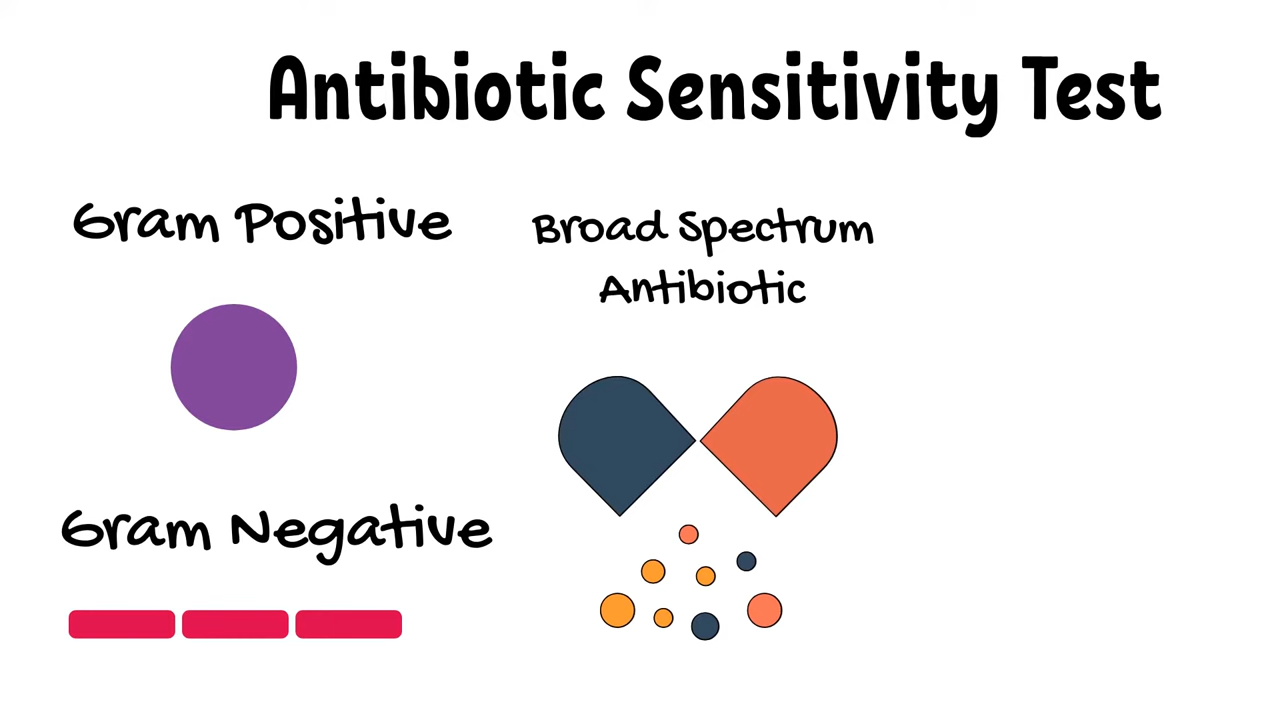 Antibiotic Sensitivity Test
Gram Positive
Broad Spectrum
Antibiotic
Gram Negative